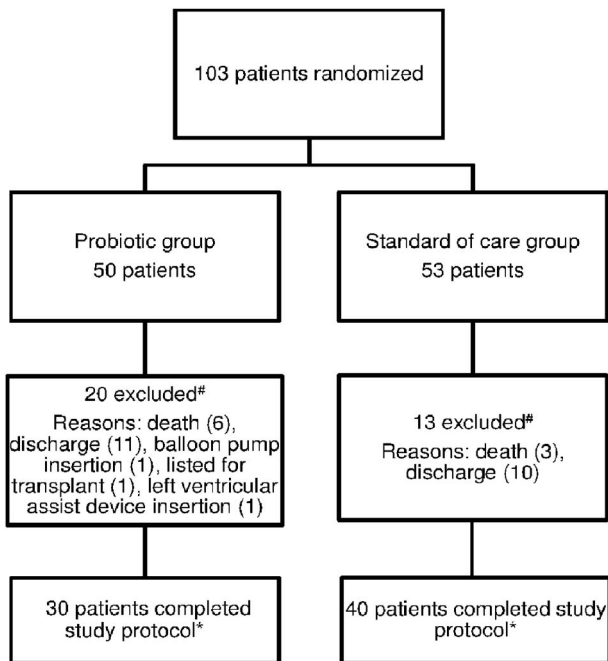 103 patients randomized
Probiotic group
50 patients
Standard of care group
53 patients
20 excluded#
Reasons: death (6),
discharge (11), balloon pump
insertion (1), listed for
transplant (1), left ventricular
assist device insertion (1)
13 excluded#
Reasons: death (3),
discharge (10)
30 patients completed
study protocol*
40 patients completed study
protocol*